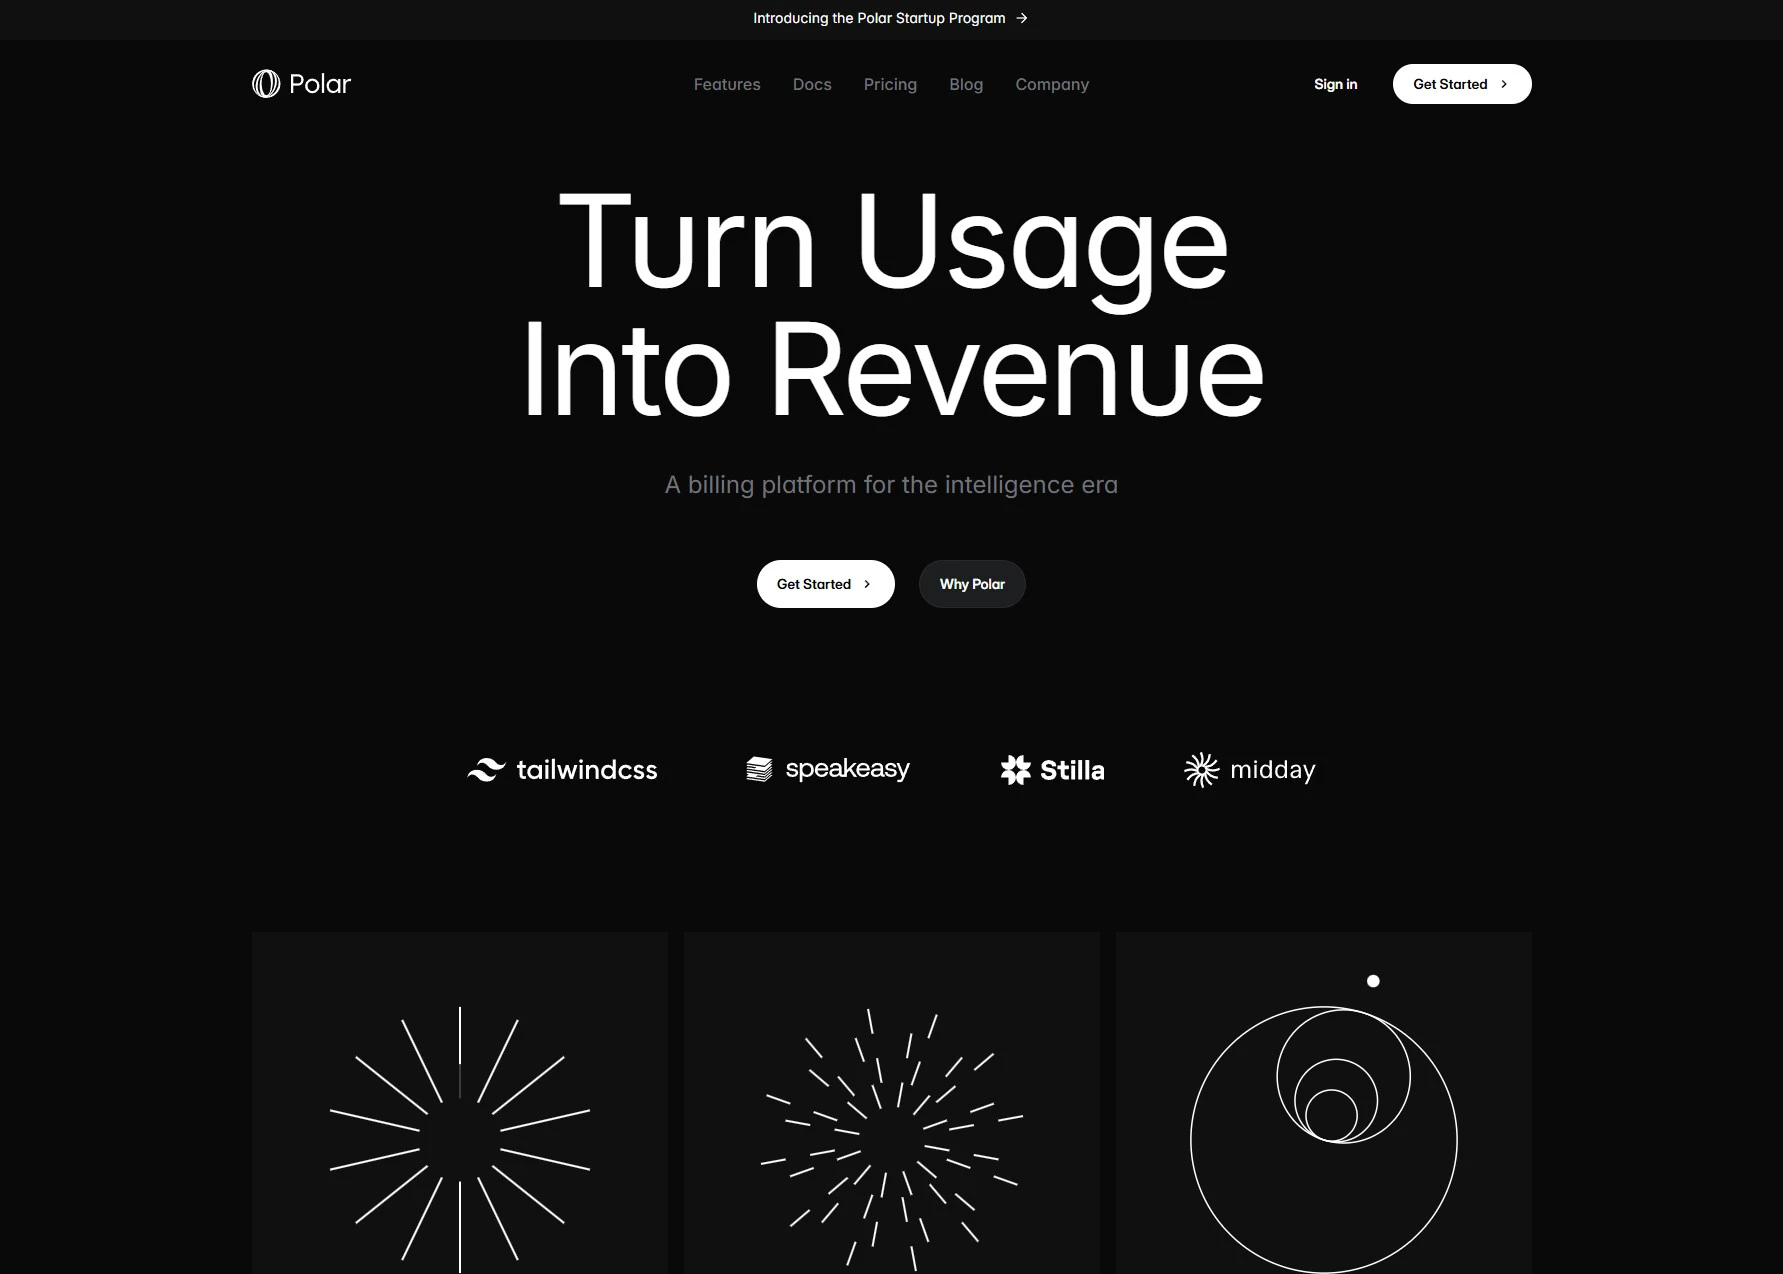 Introducing the Polar Startup Program →
Polar
Features
Docs
Pricing
Blog
Company
Sign in
Get Started
Turn Usage
Into Revenue
A billing platform for the intelligence era
Get Started
Why Polar
tailwindcss
speakeasy
Stilla
midday